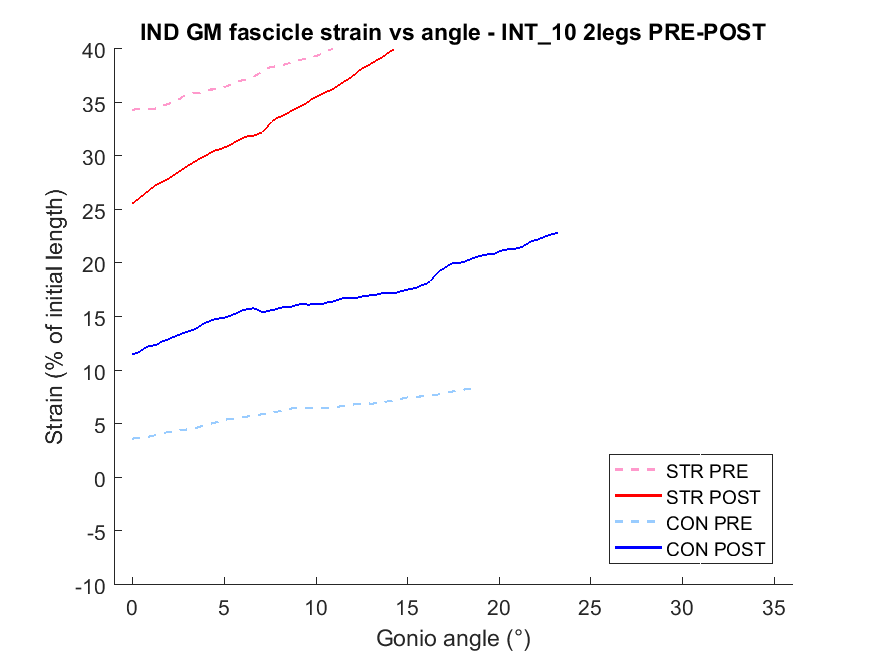 IND GM fascicle strain vs angle - INT_10 2legs PRE-POST
40
35
30
25
20
15
10
5
0
-5
-10
Strain (% of initial length)
0 5 10 15 20 25 30 35
Gonio angle (°)
STR PRE
STR POST
CON PRE
CON POST